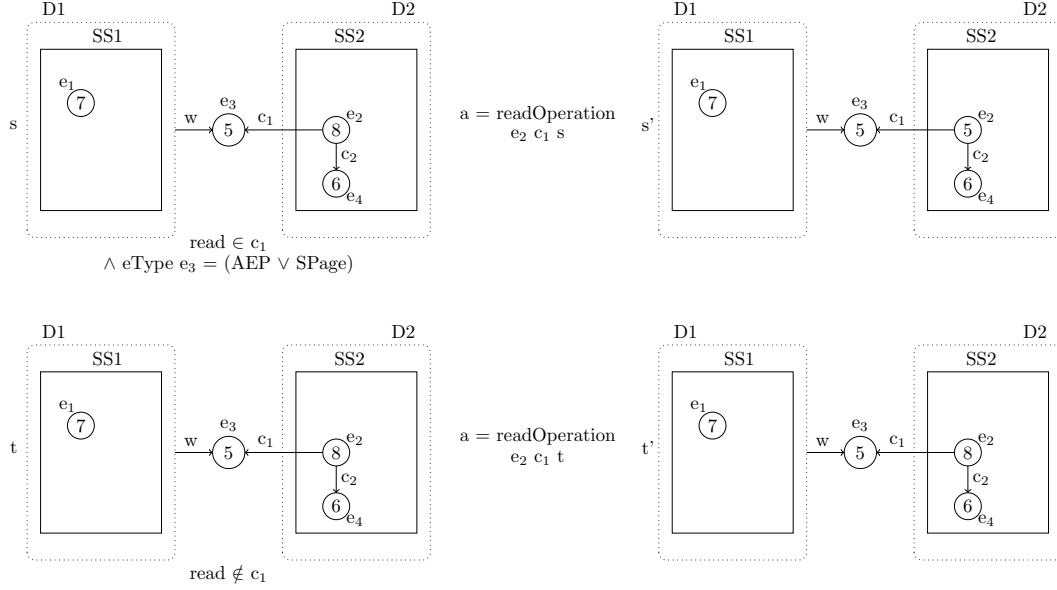 D1 D2 D1 D2
SS1 SS2 SS1 SS2
e1 e1
7 7
s w e3 5 c1 8 e2 a = readOperation s' w e3 5 c1 5 e2
e2 c1 s
c2 c2
6 6
e4 e4
read ∈ c1
∧ eType e3 = (AEP ∨ SPage)
D1 D2 D1 D2
SS1 SS2 SS1 SS2
e1 e1
7 7
t w e3 5 c1 8 e2 a = readOperation t' w e3 5 c1 8 e2
e2 c1 t
c2 c2
6 6
e4 e4
read ∉ c1